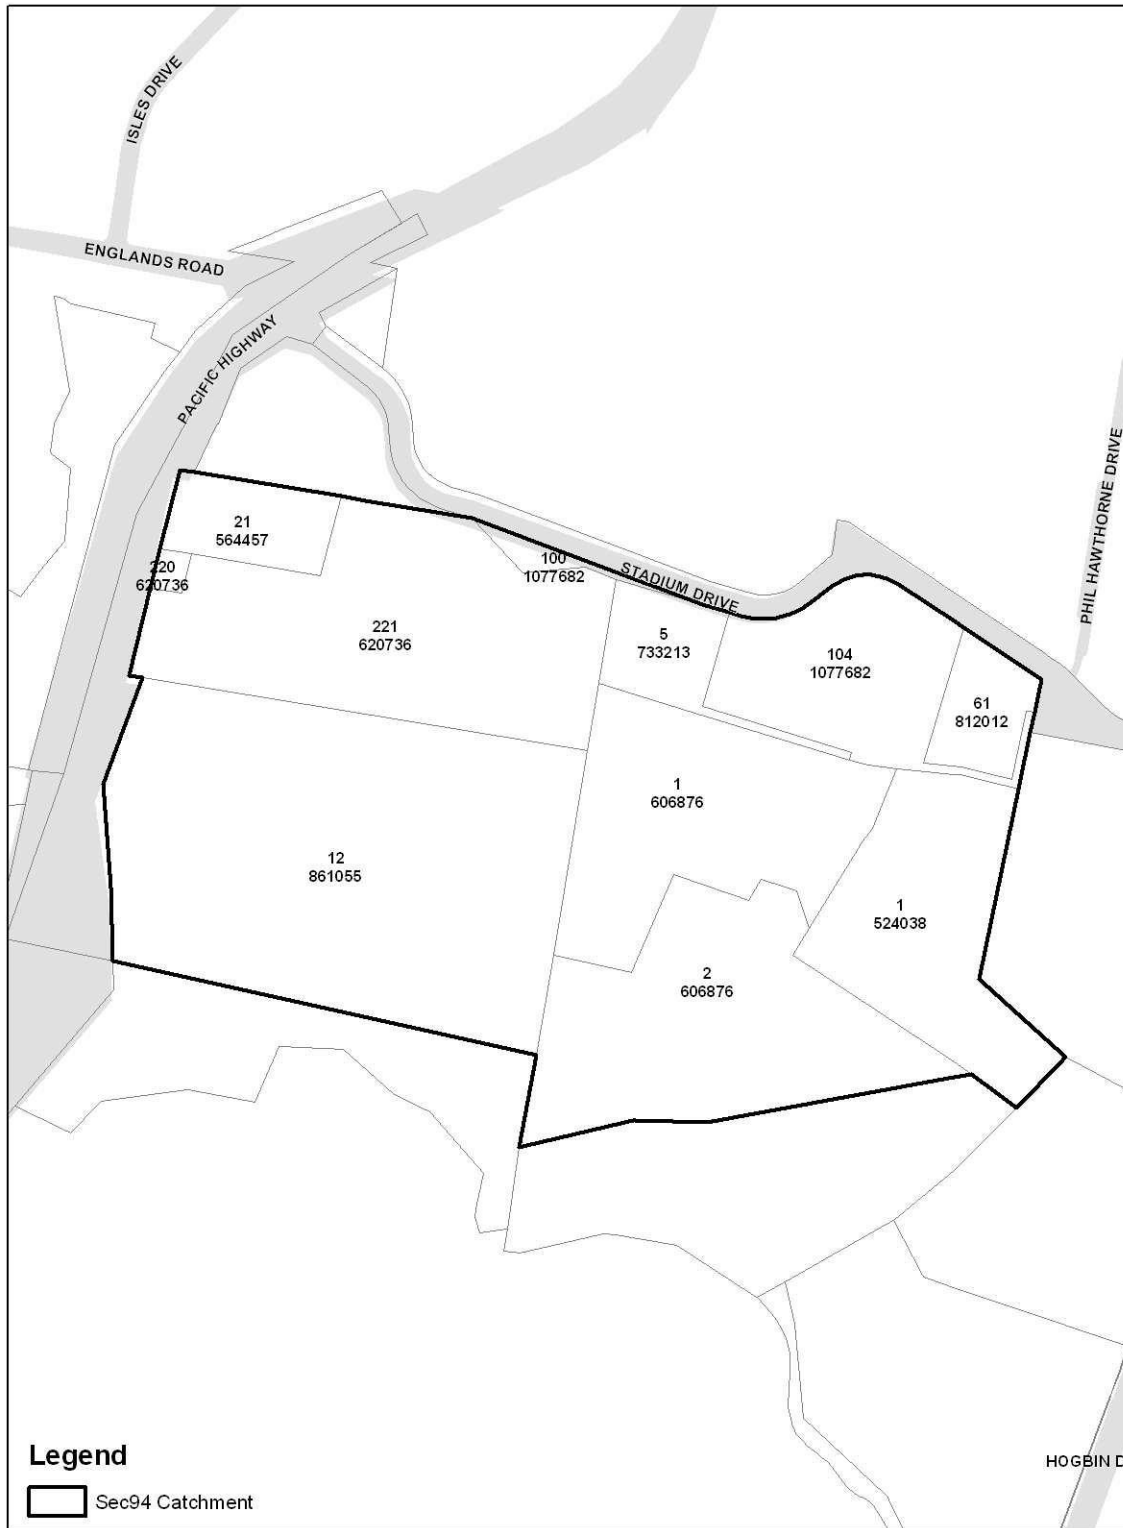 ISLES DRIVE
ENGLANDS ROAD
PACIFIC HIGHWAY
PHIL HAWTHORNE DRIVE
21
564457
220
620736
100
1077682
STADIUM DRIVE
221
620736
5
733213
104
1077682
61
812012
1
606876
12
861055
1
524038
2
606876
Legend
Sec94 Catchment
HOGBIN D